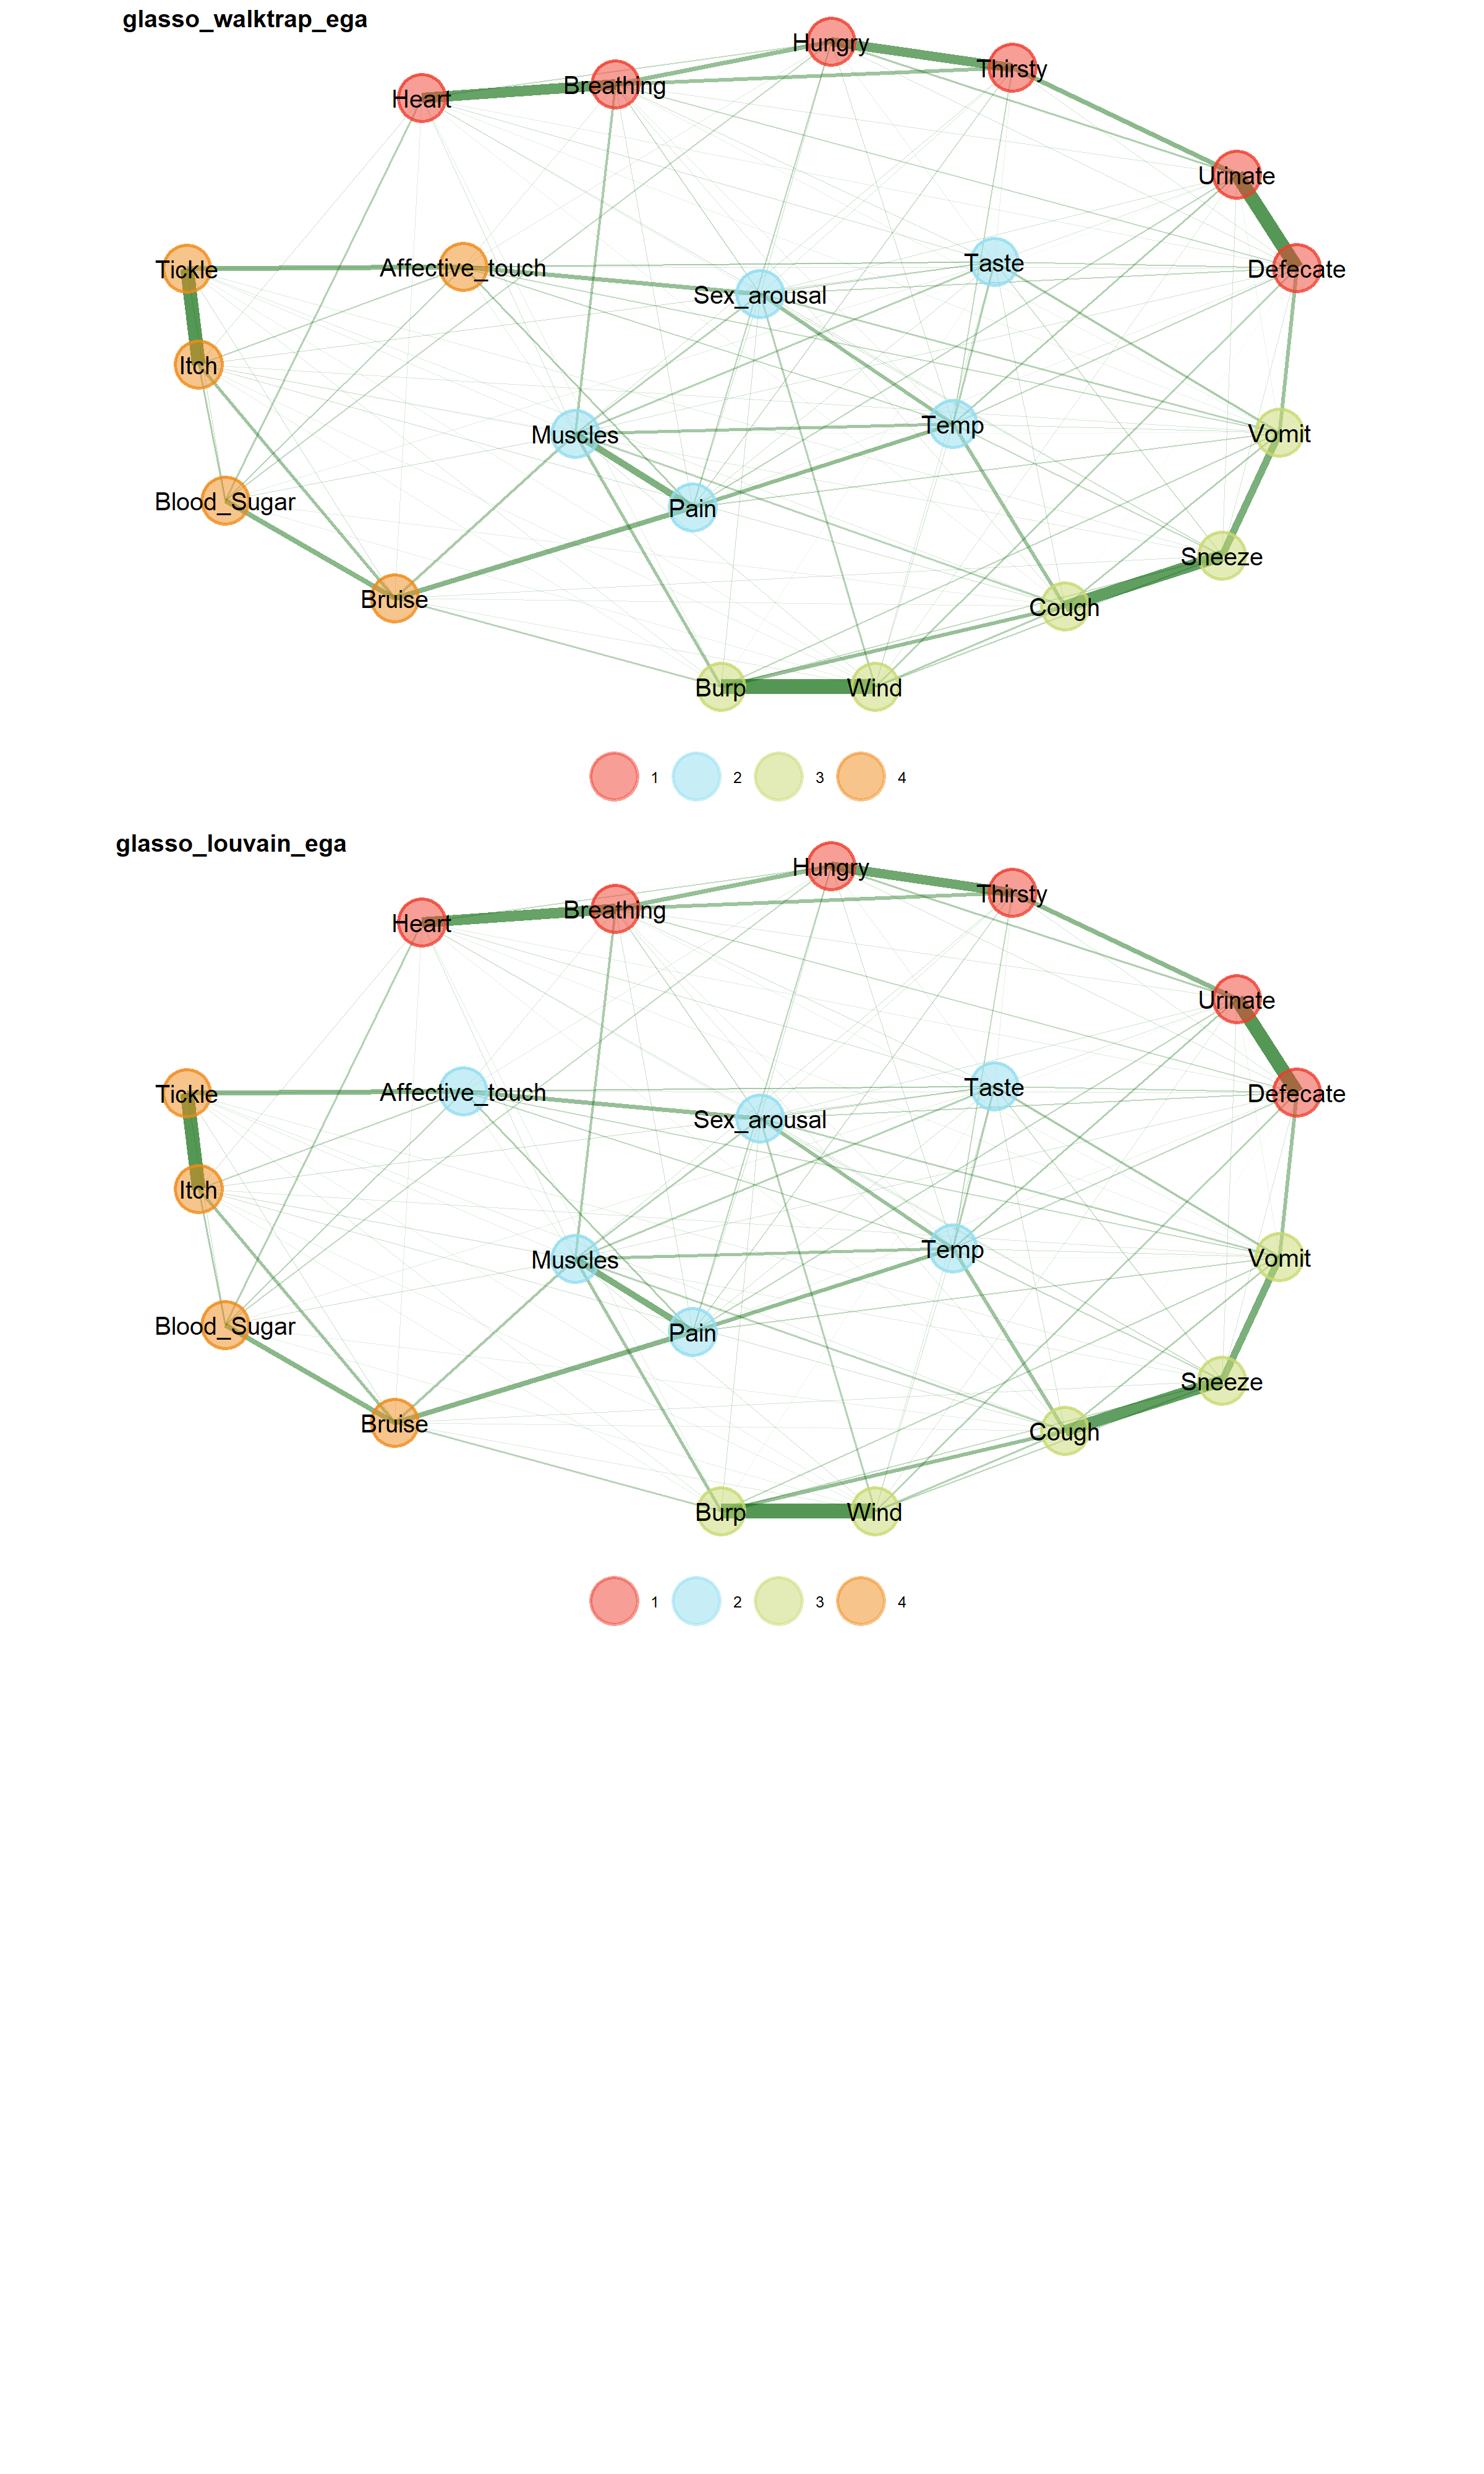 glasso_walktrap_ega
Hungry
Thirsty
Breathing
Heart
Urinate
Taste
Affective_touch
Defecate
Tickle
Sex_arousal
Itch
Temp
Vomit
Muscles
Blood_Sugar
Pain
Sneeze
Bruise
Cough
Burp
Wind
1 2 3 4
glasso_louvain_ega
Hungry
Thirsty
Breathing
Heart
Urinate
Taste
Affective_touch
Defecate
Tickle
Sex_arousal
Itch
Temp
Vomit
Muscles
Blood_Sugar
Pain
Sneeze
Bruise
Cough
Burp
Wind
1 2 3 4